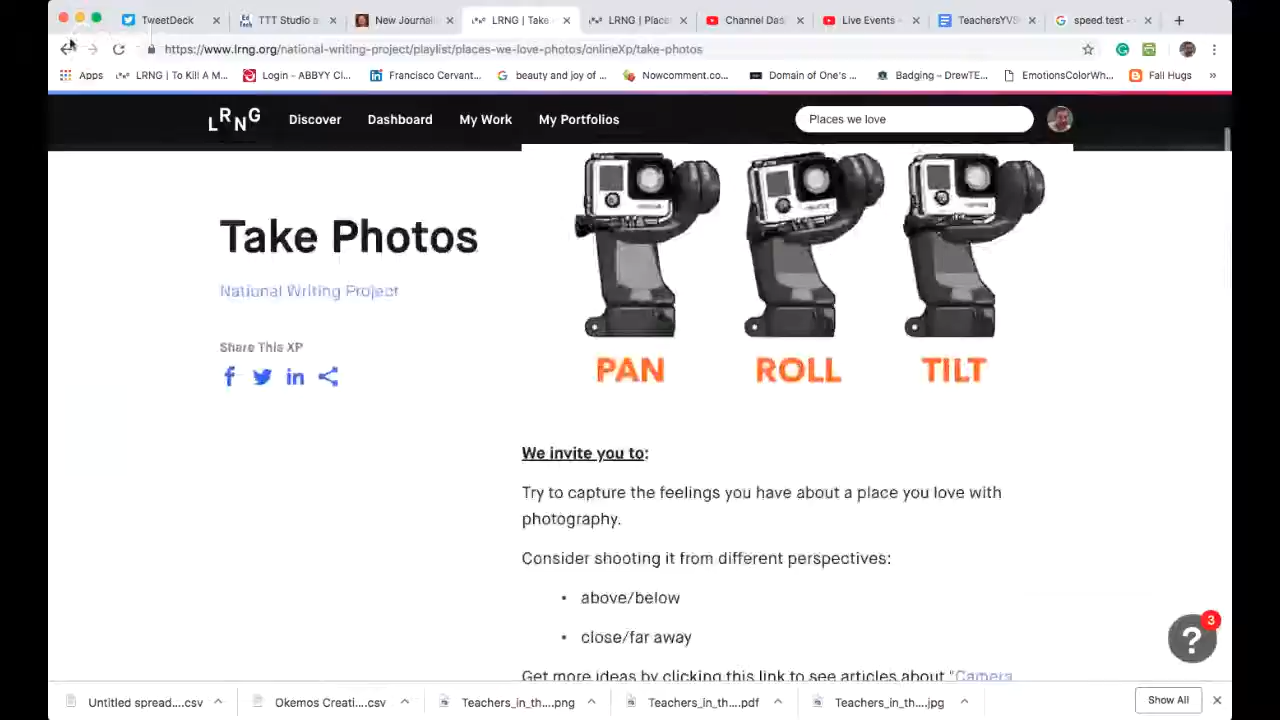 TweetDeck
TTT Studio a
New Journal
LRNG | Take
LRNG | Place
Channel Das
Live Events -
TeachersYVS
speed test -
https://www.lrng.org/national-writing-project/playlist/places-we-love-photos/onlineXp/take-photos
Apps
LRNG | To Kill A M...
Login - ABBYY Cl...
Francisco Cervant...
beauty and joy of ...
Nowcomment.co...
Domain of One's ...
Badging – DrewTE...
EmotionsColorWh...
Fall Hugs
»
LRNG
Discover
Dashboard
My Work
My Portfolios
Places we love
Take Photos
National Writing Project
Share This XP
PAN
ROLL
TILT
We invite you to:
Try to capture the feelings you have about a place you love with
photography.
Consider shooting it from different perspectives:
• above/below
• close/far away
Get more ideas by clicking this link to see articles about "Camera
?
3
Untitled spread....csv
Okemos Creati....csv
Teachers_in_th....png
Teachers_in_th....pdf
Teachers_in_th....jpg
Show All